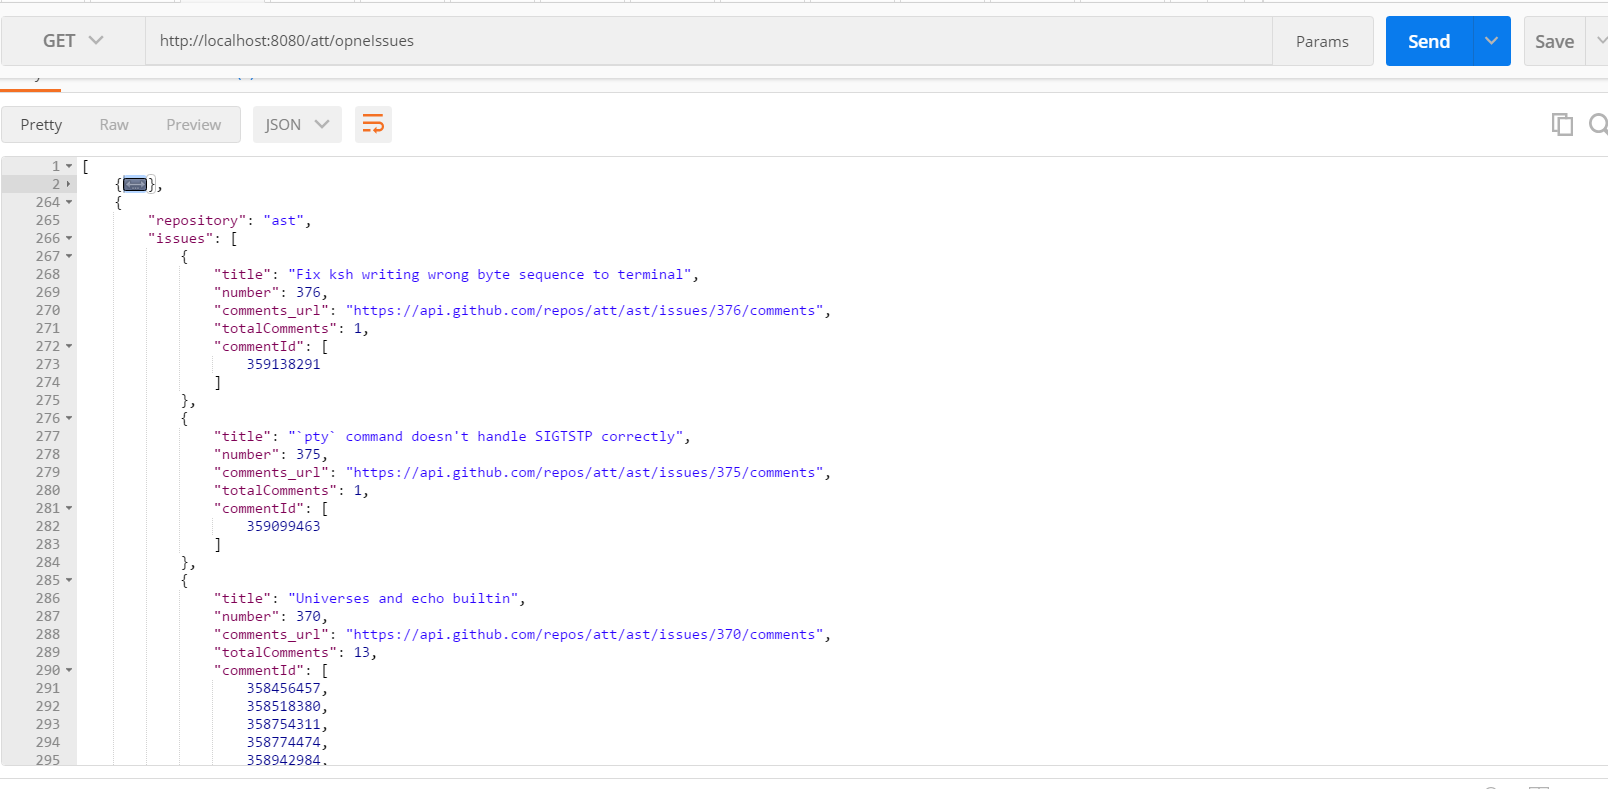 GET http://localhost:8080/att/opneIssues Params Send Save
Pretty Raw Preview JSON
1 [
2 {},
264 {
265 "repository": "ast",
266 "issues": [
267 {
268 "title": "Fix ksh writing wrong byte sequence to terminal",
269 "number": 376,
270 "comments_url": "https://api.github.com/repos/att/ast/issues/376/comments",
271 "totalComments": 1,
272 "commentId": [
273 359138291
274 ]
275 },
276 {
277 "title": "`pty` command doesn't handle SIGTSTP correctly",
278 "number": 375,
279 "comments_url": "https://api.github.com/repos/att/ast/issues/375/comments",
280 "totalComments": 1,
281 "commentId": [
282 359099463
283 ]
284 },
285 {
286 "title": "Universes and echo builtin",
287 "number": 370,
288 "comments_url": "https://api.github.com/repos/att/ast/issues/370/comments",
289 "totalComments": 13,
290 "commentId": [
291 358456457,
292 358518380,
293 358754311,
294 358774474,
295 358942984,